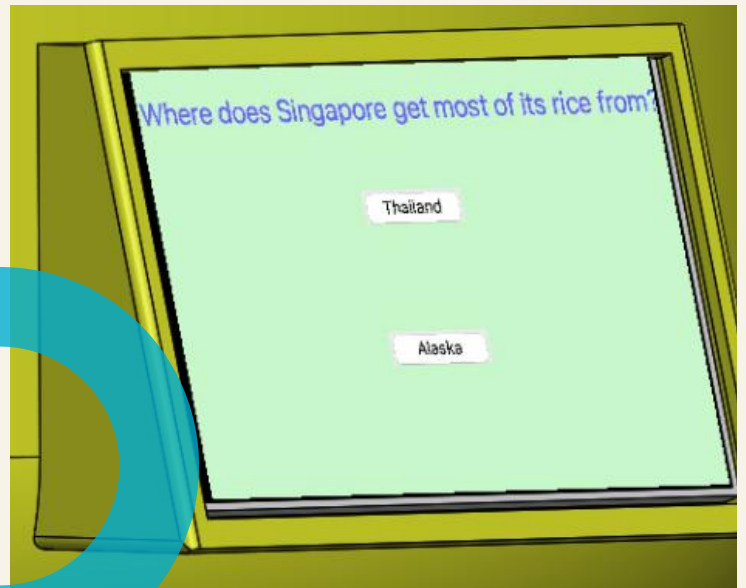 Where does Singapore get most of its rice from?
Thailand
Alaska